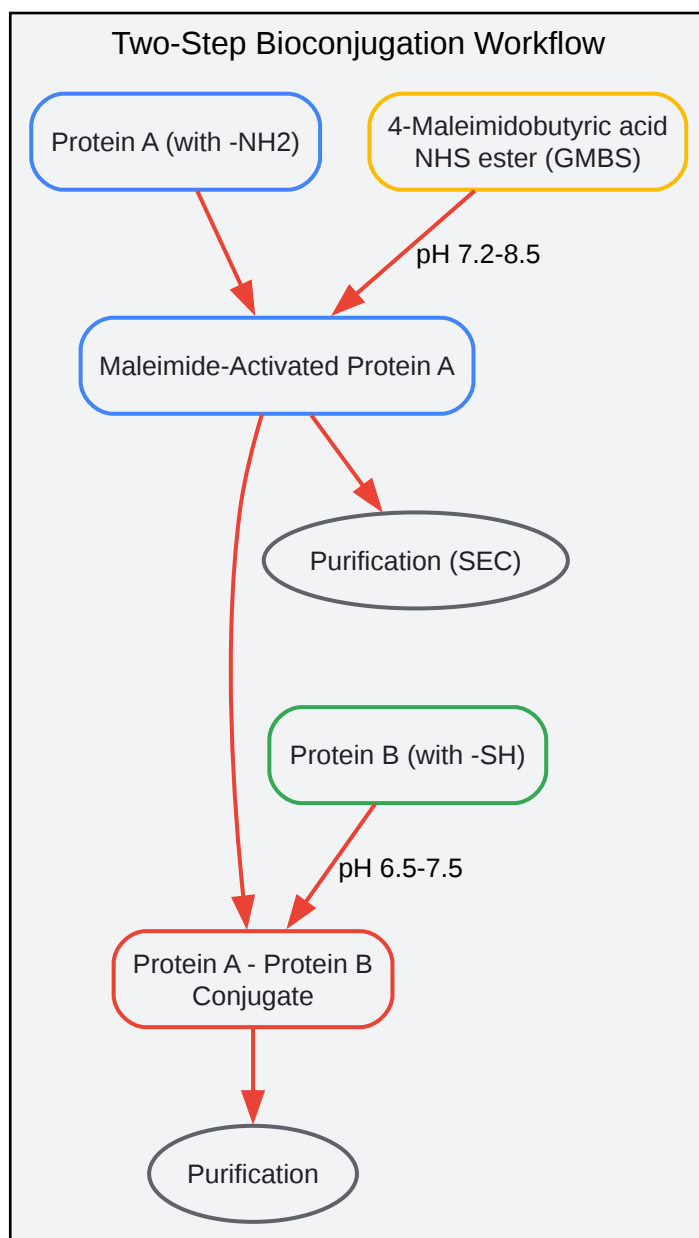 Two-Step Bioconjugation Workflow
Protein A (with -NH2)
4-Maleimidobutyric acid
NHS ester (GMBS)
pH 7.2-8.5
Maleimide-Activated Protein A
Purification (SEC)
Protein B (with -SH)
pH 6.5-7.5
Protein A - Protein B
Conjugate
Purification